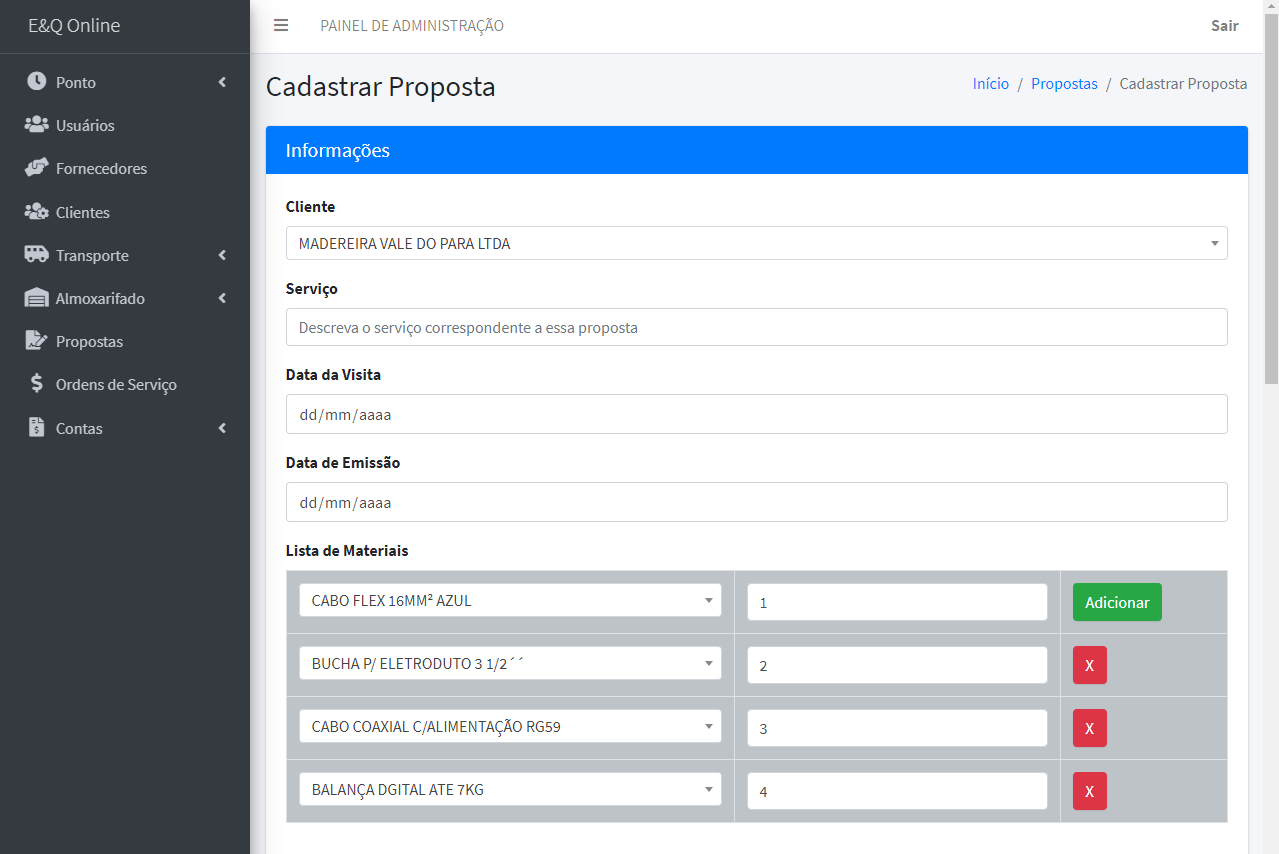 E&Q Online
PAINEL DE ADMINISTRAÇÃO
Sair
Ponto
Usuários
Fornecedores
Clientes
Transporte
Almoxarifado
Propostas
Ordens de Serviço
Contas
Cadastrar Proposta
Início / Propostas / Cadastrar Proposta
Informações
Cliente
MADEREIRA VALE DO PARA LTDA
Serviço
Descreva o serviço correspondente a essa proposta
Data da Visita
dd/mm/aaaa
Data de Emissão
dd/mm/aaaa
Lista de Materiais
CABO FLEX 16MM² AZUL 1 Adicionar
BUCHA P/ ELETRODUTO 3 1/2´´ 2 X
CABO COAXIAL C/ALIMENTAÇÃO RG59 3 X
BALANÇA DGITAL ATE 7KG 4 X